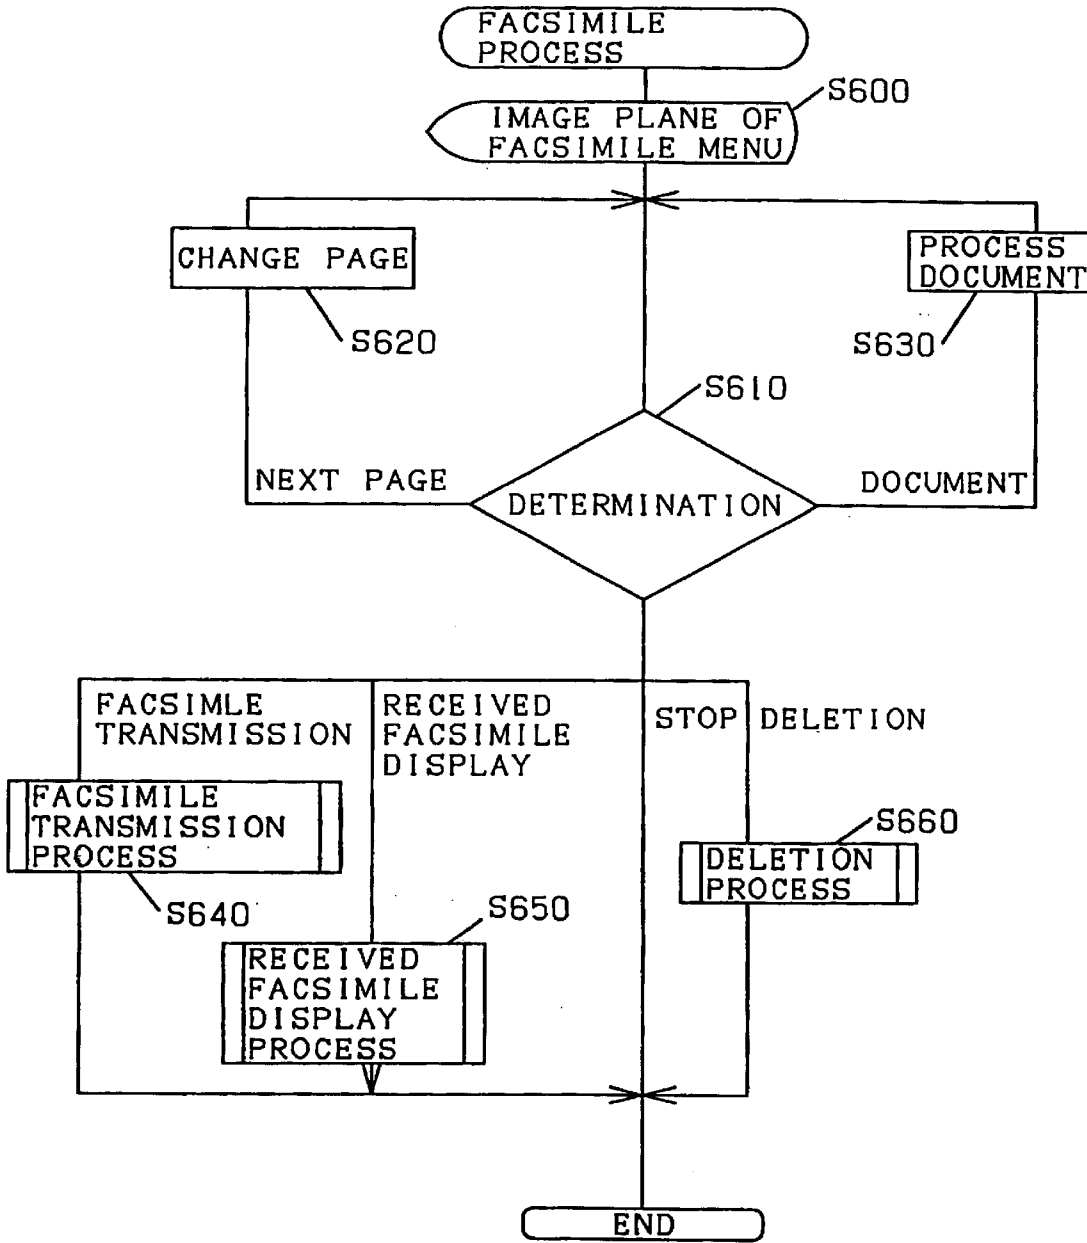 FACSIMILE
PROCESS
S600
IMAGE PLANE OF
FACSIMILE MENU
CHANGE PAGE
S620
PROCESS
DOCUMENT
S630
S610
NEXT PAGE
DETERMINATION
DOCUMENT
FACSIMLE
TRANSMISSION
RECEIVED
FACSIMILE
DISPLAY
STOP
DELETION
FACSIMILE
TRANSMISSION
PROCESS
S640
S650
RECEIVED
FACSIMILE
DISPLAY
PROCESS
S660
DELETION
PROCESS
END